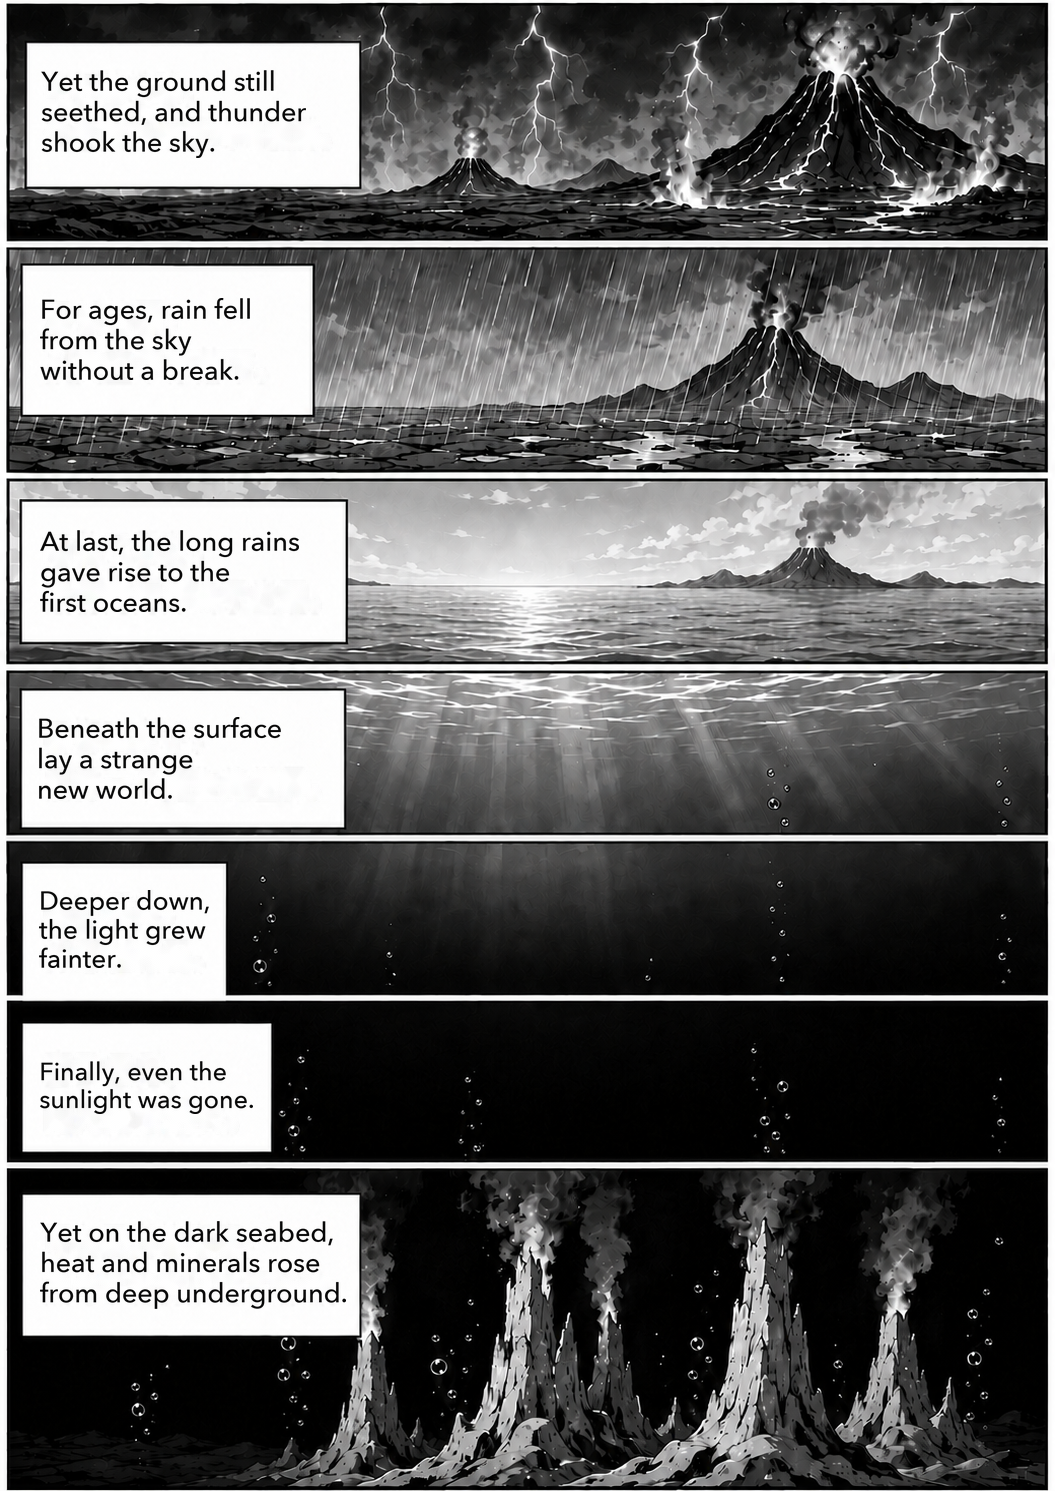 Yet the ground still
seethed, and thunder
shook the sky.
For ages, rain fell
from the sky
without a break.
At last, the long rains
gave rise to the
first oceans.
Beneath the surface
lay a strange
new world.
Deeper down,
the light grew
fainter.
Finally, even the
sunlight was gone.
Yet on the dark seabed,
heat and minerals rose
from deep underground.